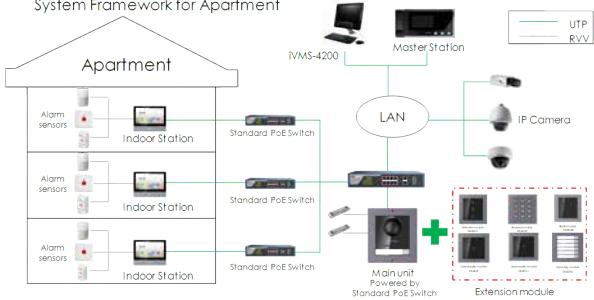 System Framework for Apartment
UTP
RVV
iVMS-4200
Master Station
Apartment
LAN
IP Camera
Alarm
sensors
Indoor Station
Standard PoE Switch
Alarm
sensors
Indoor Station
Standard PoE Switch
Alarm
sensors
Indoor Station
Standard PoE Switch
Main unit
Powered by
Standard PoE Switch
Extension module